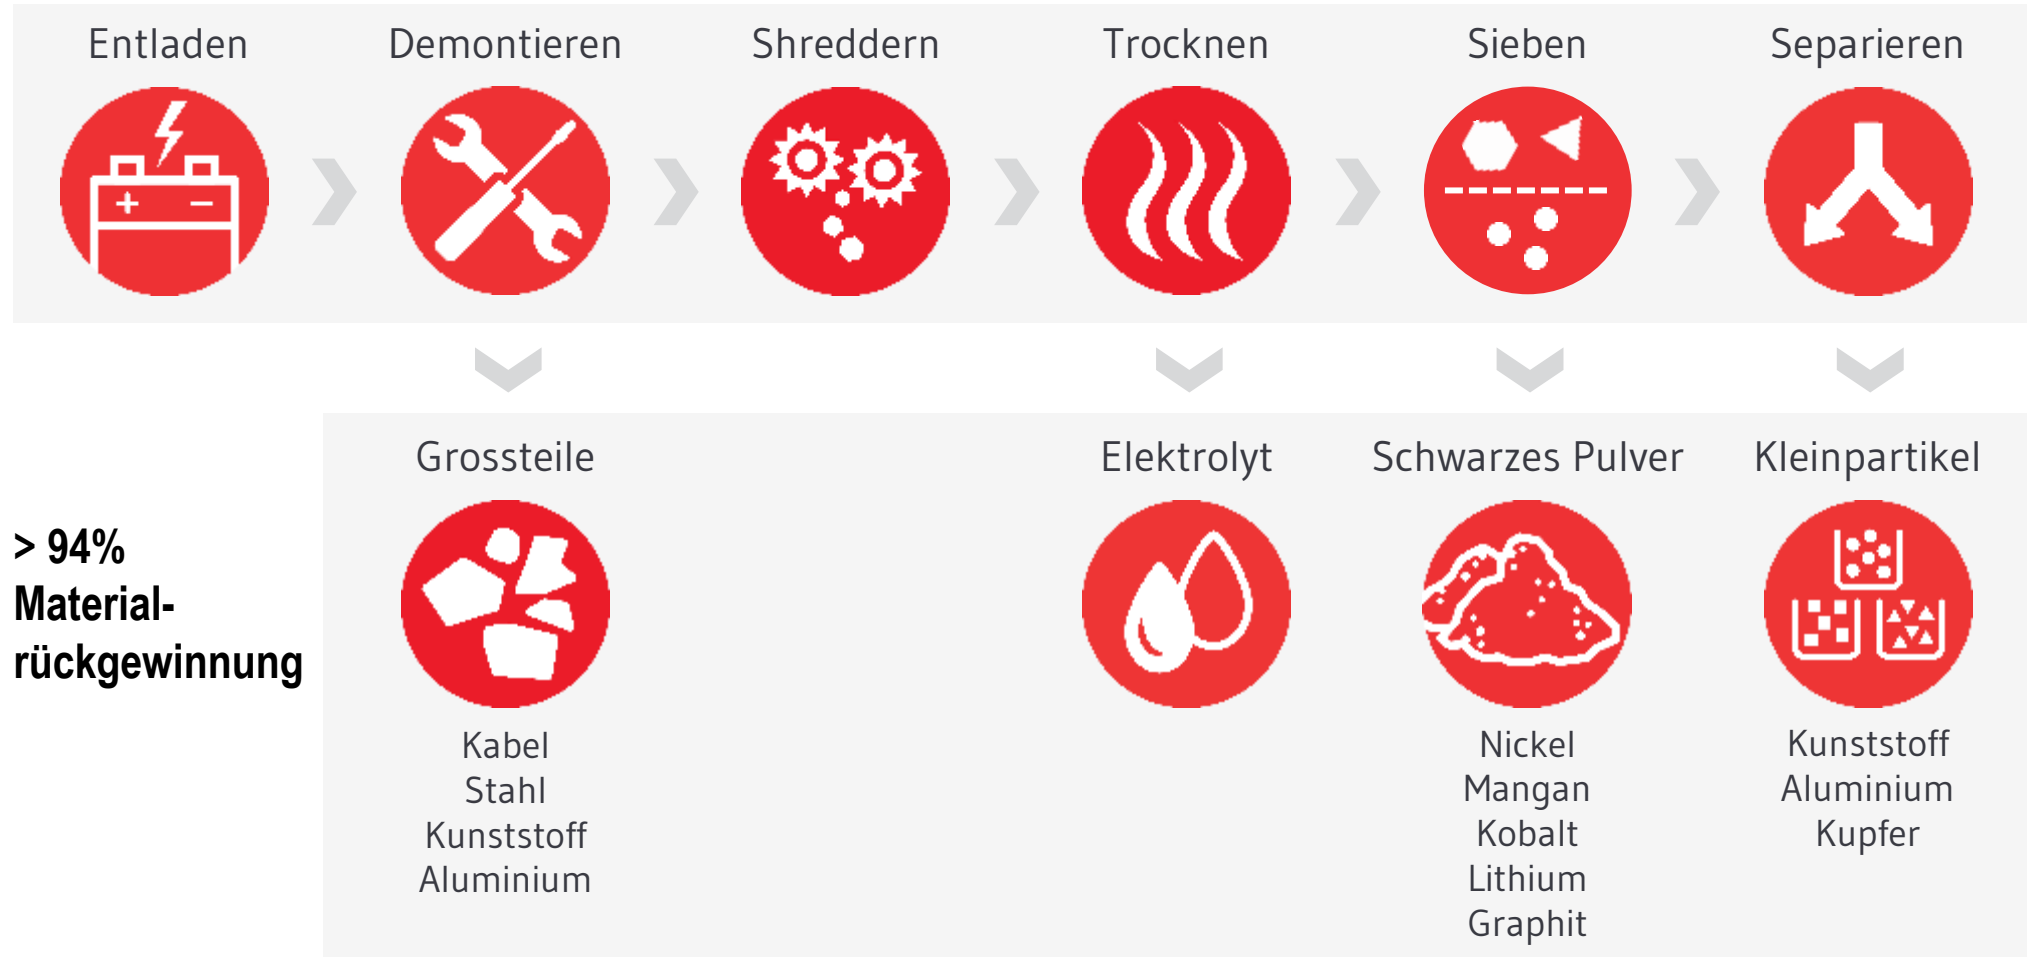 Entladen
Demontieren
Shreddern
Trocknen
Sieben
Separieren
+ −
> 94%
Material-
rückgewinnung
Grossteile
Kabel
Stahl
Kunststoff
Aluminium
Elektrolyt
Schwarzes Pulver
Nickel
Mangan
Kobalt
Lithium
Graphit
Kleinpartikel
Kunststoff
Aluminium
Kupfer